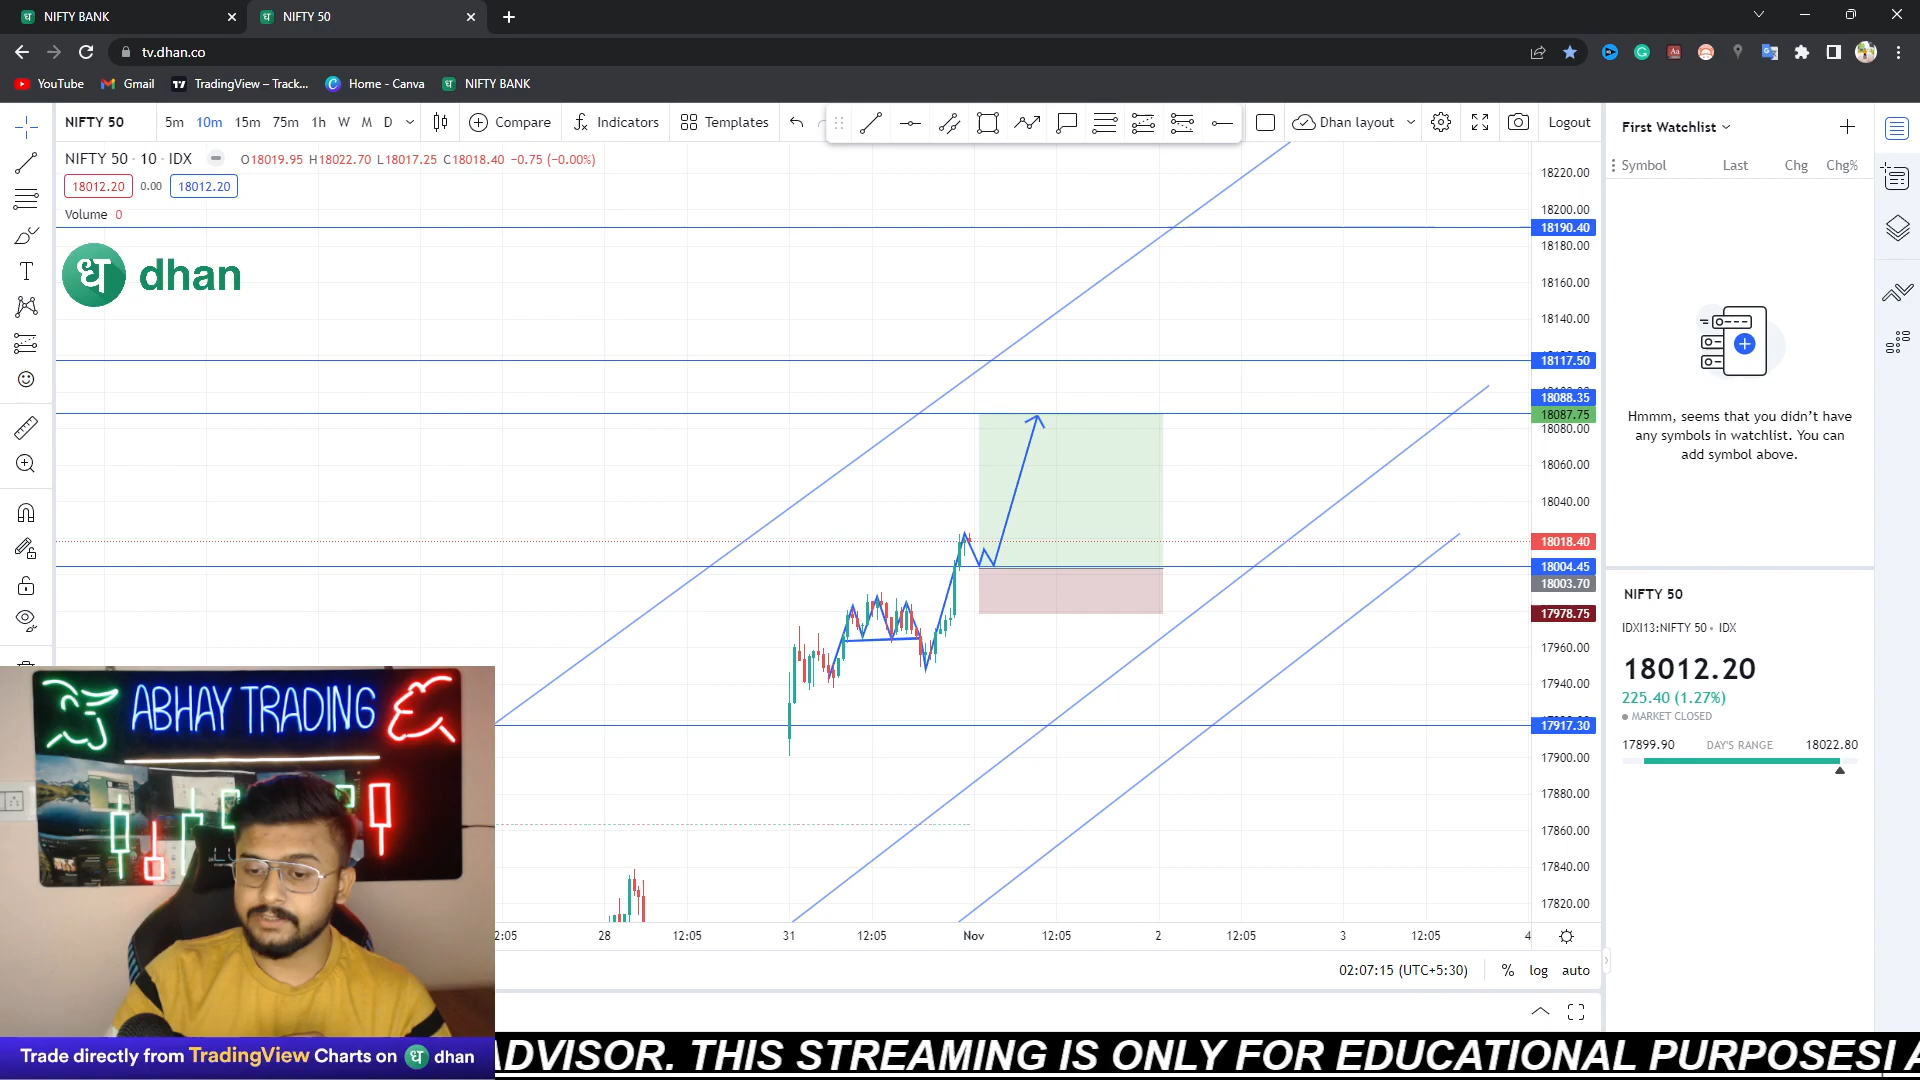 NIFTY BANK
NIFTY 50
tv.dhan.co
YouTube
Gmail
TradingView – Track...
Home - Canva
NIFTY BANK
NIFTY 50
5m 10m 15m 75m 1h W M D
Compare
Indicators
Templates
Dhan layout
Logout
NIFTY 50 · 10 · IDX
O18019.95 H18022.70 L17017.25 C18018.40 −0.75 (−0.00%)
18012.20 0.00 18012.20
Volume 0
ध dhan
18220.00
18200.00
18190.40
18180.00
18160.00
18140.00
18117.50
18088.35
18087.75
18080.00
18060.00
18040.00
18018.40
18004.45
18003.70
17978.75
17960.00
17940.00
17917.30
17900.00
17880.00
17860.00
17840.00
17820.00
2:05 28 12:05 31 12:05 Nov 12:05 2 12:05 3 12:05 4
02:07:15 (UTC+5:30) % log auto
First Watchlist
Symbol Last Chg Chg%
Hmmm, seems that you didn't have
any symbols in watchlist. You can
add symbol above.
NIFTY 50
IDXI13:NIFTY 50 • IDX
18012.20
225.40 (1.27%)
MARKET CLOSED
17899.90 DAY'S RANGE 18022.80
ABHAY TRADING
Trade directly from TradingView Charts on ध dhan
ADVISOR. THIS STREAMING IS ONLY FOR EDUCATIONAL PURPOSES! A